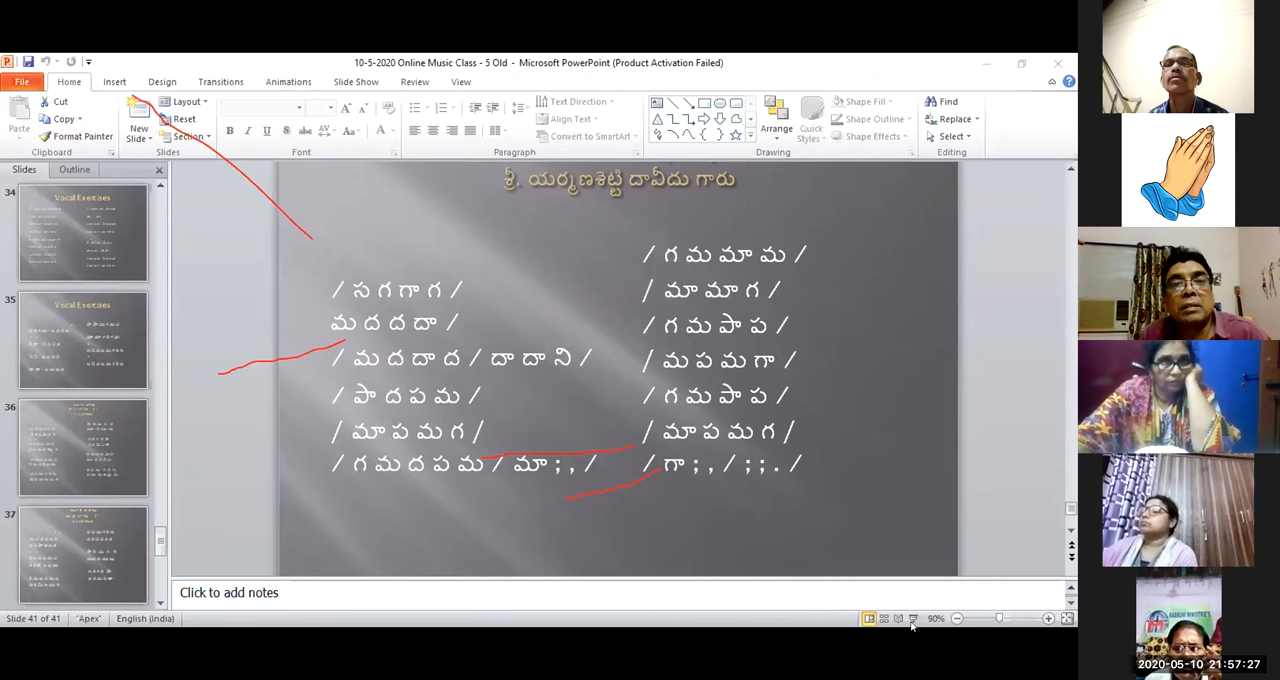 10-5-2020 Online Music Class - 5 Old - Microsoft PowerPoint (Product Activation Failed)
File Home Insert Design Transitions Animations Slide Show Review View
Paste Cut Copy Format Painter
Clipboard
New Slide Layout Reset Section
Slides
Font
Text Direction Align Text Convert to SmartArt
Paragraph
Arrange Quick Styles Shape Fill Shape Outline Shape Effects
Drawing
Find Replace Select
Editing
Slides Outline
34
Vocal Exercises
35
Vocal Exercises
36
37
శ్రీ. యర్మణశెట్టి దావీదు గారు
/ స గ గా గ /
మ ద ద దా /
/ మ ద దా ద / దా దా ని /
/ పా ద ప మ /
/ మా ప మ గ /
/ గ మ ద ప మ / మా ; , /
/ గ మ మా మ /
/ మా మా గ /
/ గ మ పా ప /
/ మ ప మ గా /
/ గ మ పా ప /
/ మా ప మ గ /
/ గా ; , / ; ; . /
Click to add notes
Slide 41 of 41 "Apex" English (India) 90%
2020-05-10 21:57:27